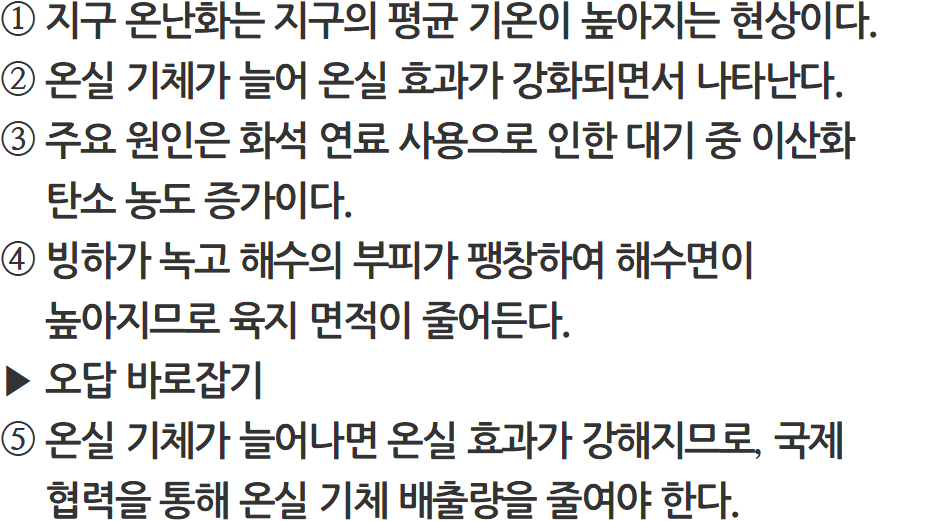 ① 지구 온난화는 지구의 평균 기온이 높아지는 현상이다.
② 온실 기체가 늘어 온실 효과가 강화되면서 나타난다.
③ 주요 원인은 화석 연료 사용으로 인한 대기 중 이산화
탄소 농도 증가이다.
④ 빙하가 녹고 해수의 부피가 팽창하여 해수면이
높아지므로 육지 면적이 줄어든다.
▶ 오답 바로잡기
⑤ 온실 기체가 늘어나면 온실 효과가 강해지므로, 국제
협력을 통해 온실 기체 배출량을 줄여야 한다.